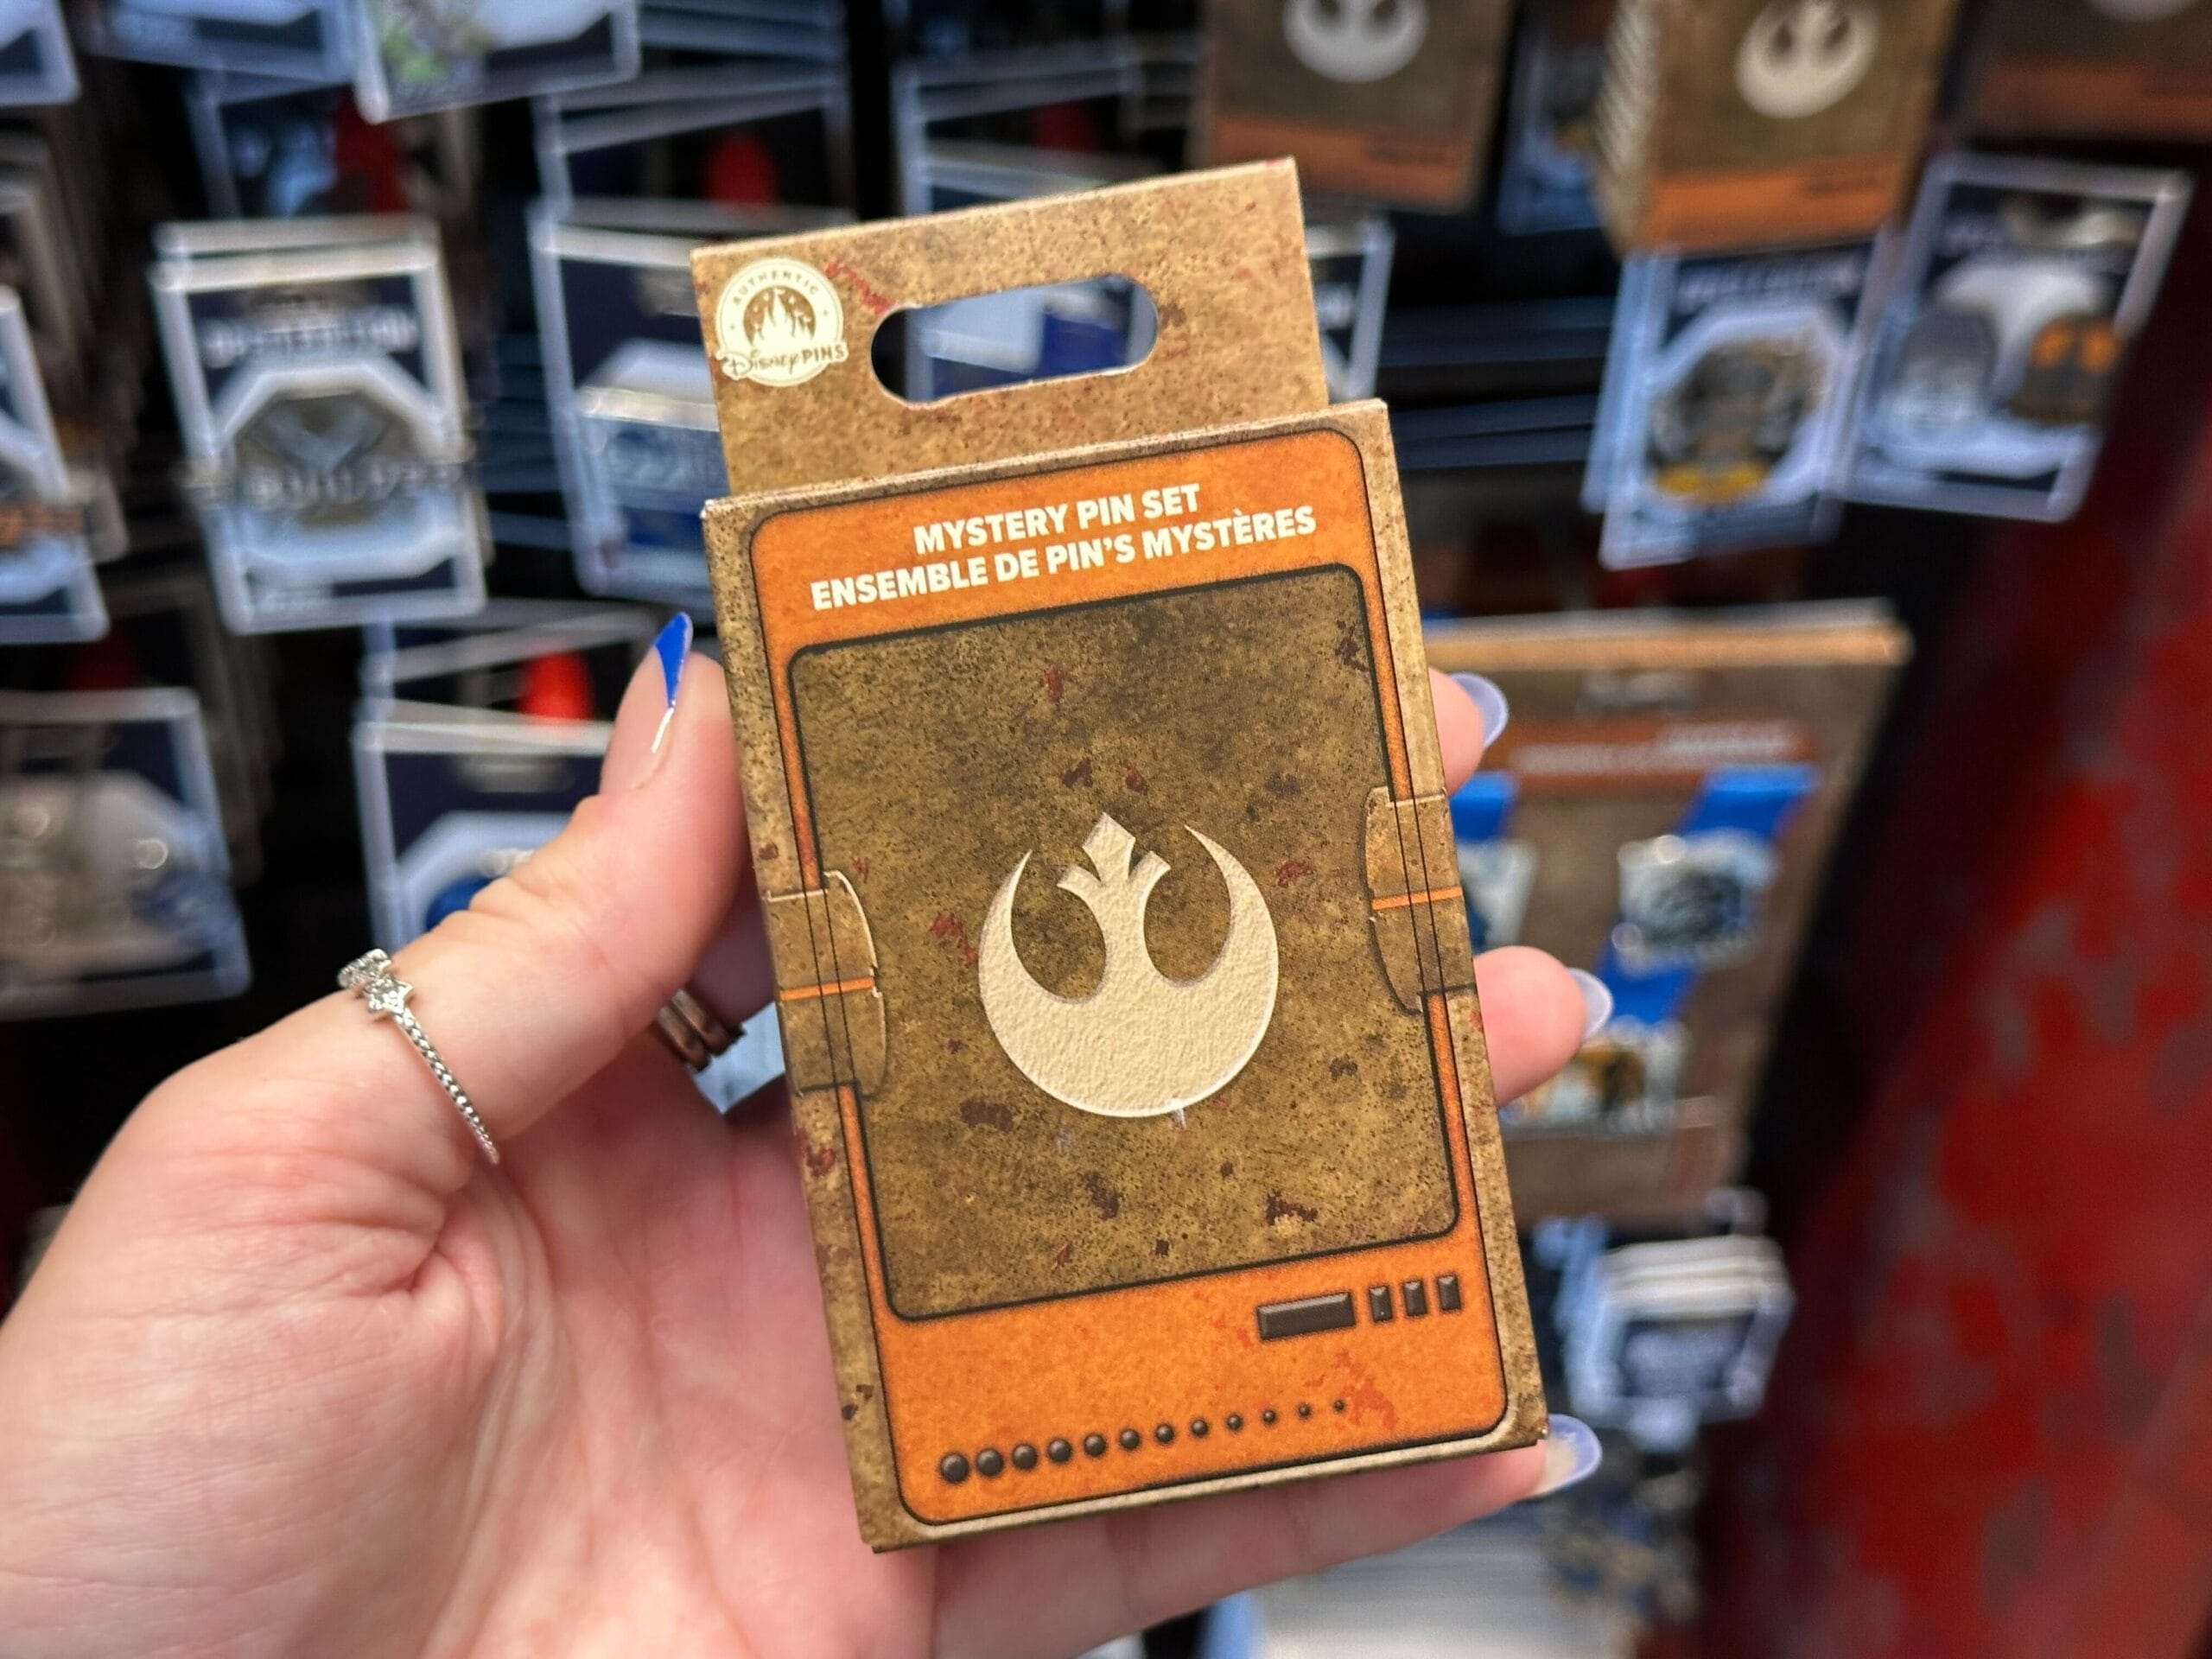 AUTHENTIC
Disney PINS
MYSTERY PIN SET
ENSEMBLE DE PIN'S MYSTÈRES